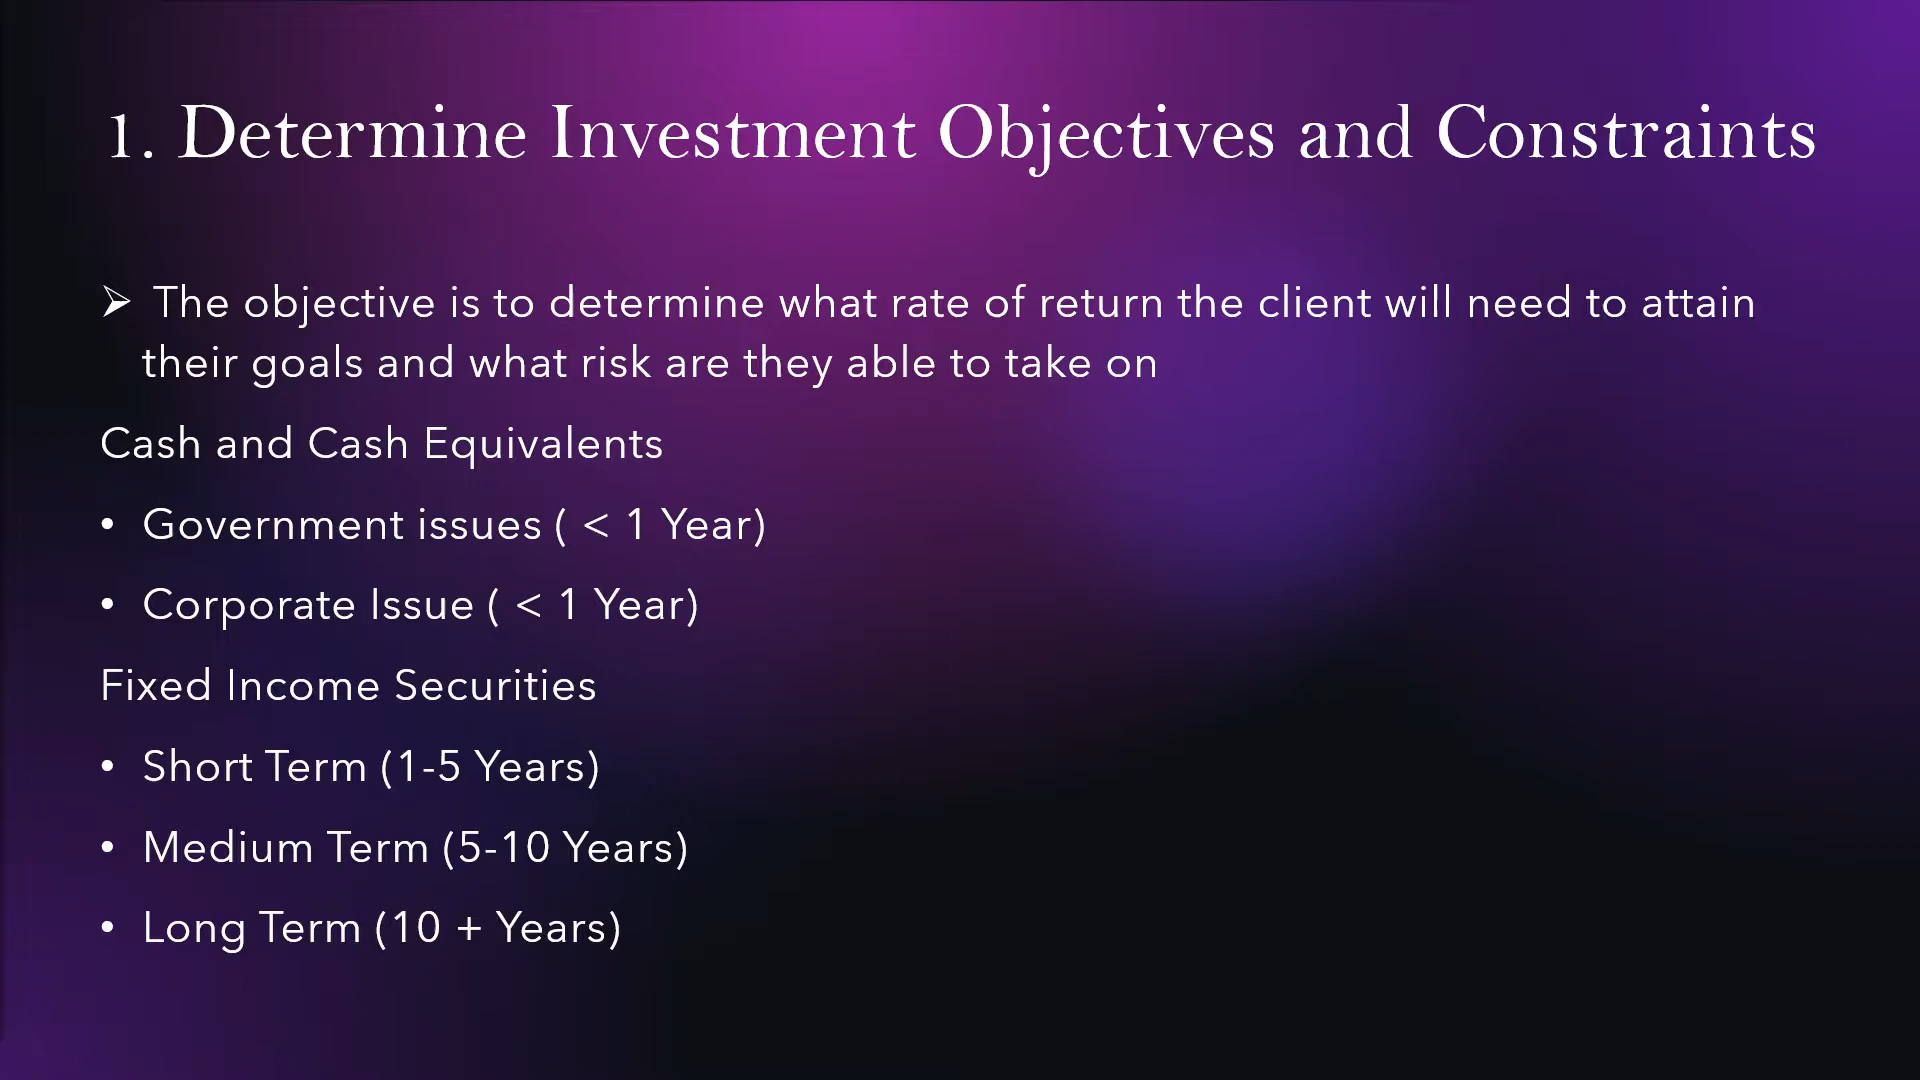 1. Determine Investment Objectives and Constraints
➢ The objective is to determine what rate of return the client will need to attain
their goals and what risk are they able to take on
Cash and Cash Equivalents
• Government issues ( < 1 Year)
• Corporate Issue ( < 1 Year)
Fixed Income Securities
• Short Term (1-5 Years)
• Medium Term (5-10 Years)
• Long Term (10 + Years)